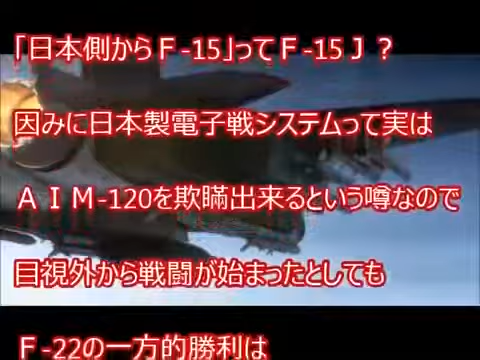 「日本側からＦ-15」ってＦ-15Ｊ？
因みに日本製電子戦システムって実は
ＡＩＭ-120を欺瞞出来るという噂なので
目視外から戦闘が始まったとしても
Ｆ-22の一方的勝利は